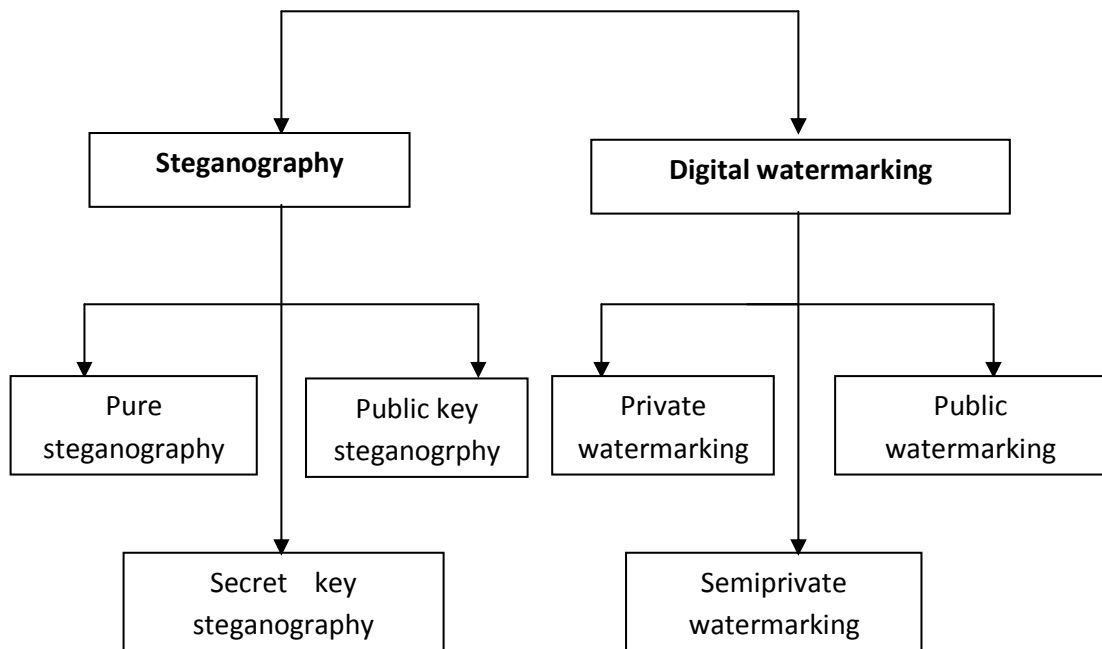 Steganography
Digital watermarking
Pure
steganography
Public key
steganogrphy
Private
watermarking
Public
watermarking
Secret key
steganography
Semiprivate
watermarking